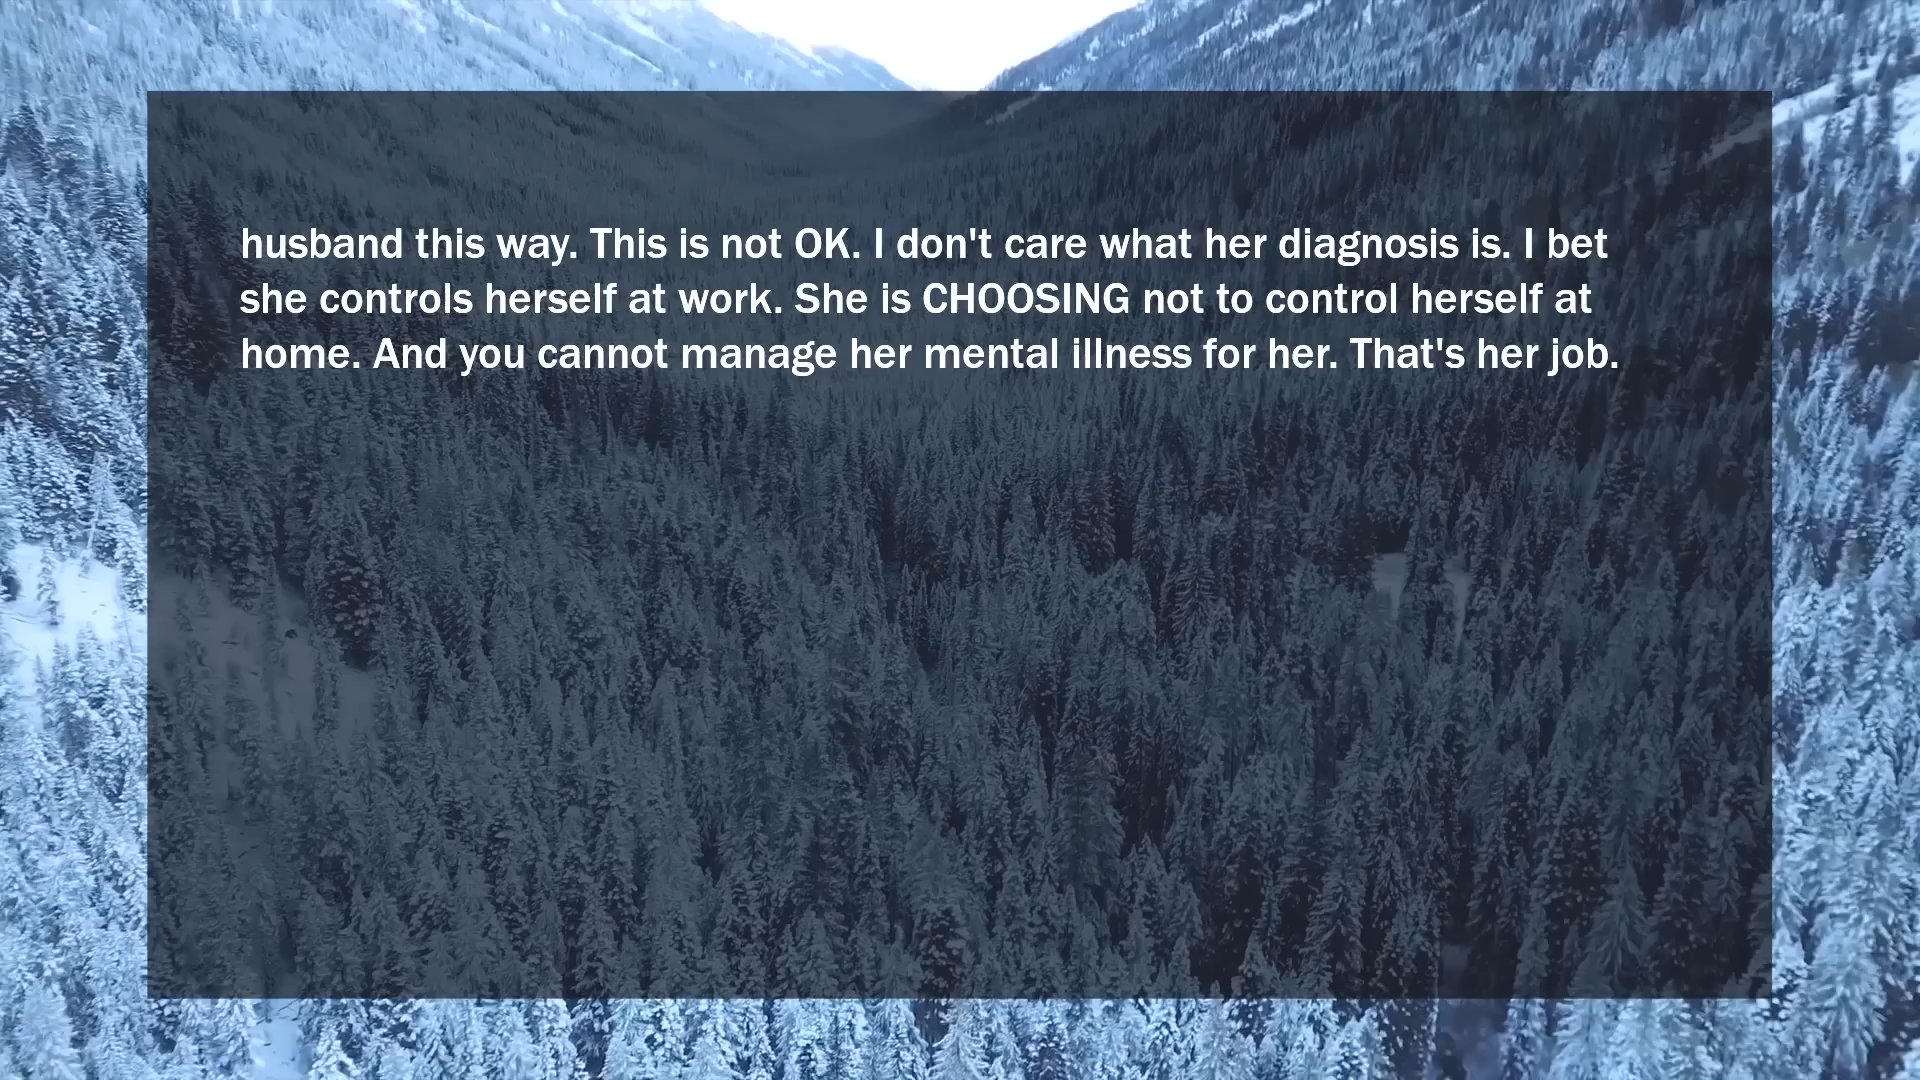 husband this way. This is not OK. I don't care what her diagnosis is. I bet
she controls herself at work. She is CHOOSING not to control herself at
home. And you cannot manage her mental illness for her. That's her job.